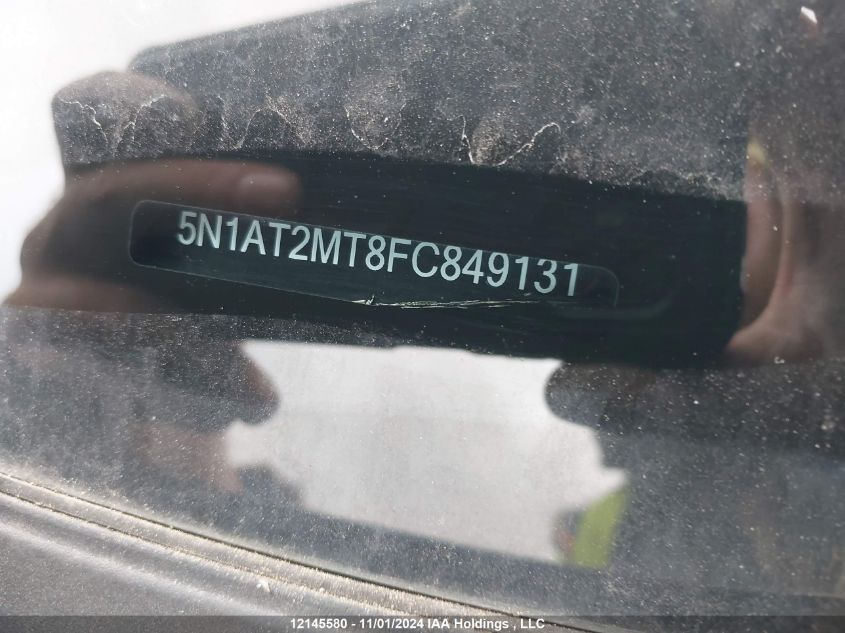 5N1AT2MT8FC849131
12145580 - 11/01/2024 IAA Holdings , LLC